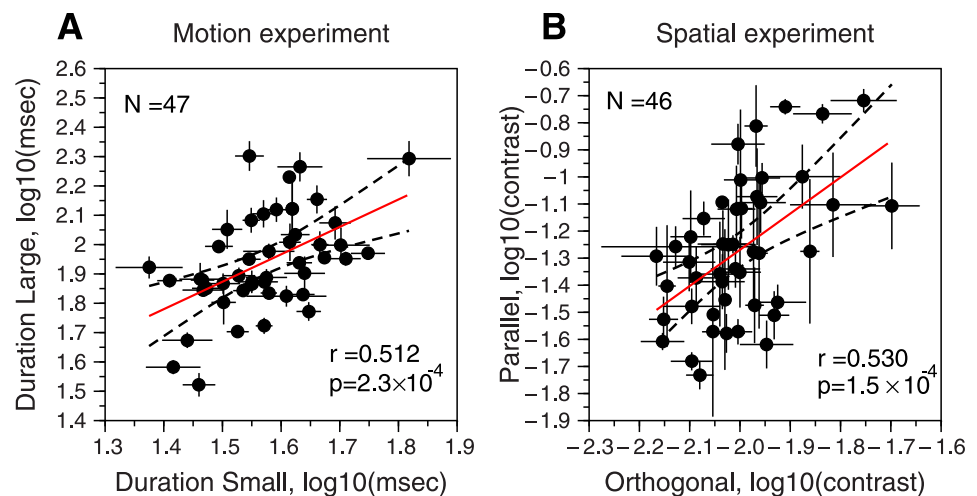 A Motion experiment
Duration Large, log10(msec)
2.6
2.5
2.4
2.3
2.2
2.1
2
1.9
1.8
1.7
1.6
1.5
1.4
N =47
r =0.512
p=2.3×10⁻⁴
1.3 1.4 1.5 1.6 1.7 1.8 1.9
Duration Small, log10(msec)
B Spatial experiment
Parallel, log10(contrast)
−0.6
−0.7
−0.8
−0.9
−1
−1.1
−1.2
−1.3
−1.4
−1.5
−1.6
−1.7
−1.8
−1.9
N =46
r =0.530
p=1.5 ×10⁻⁴
−2.3 −2.2 −2.1 −2.0 −1.9 −1.8 −1.7 −1.6
Orthogonal, log10(contrast)